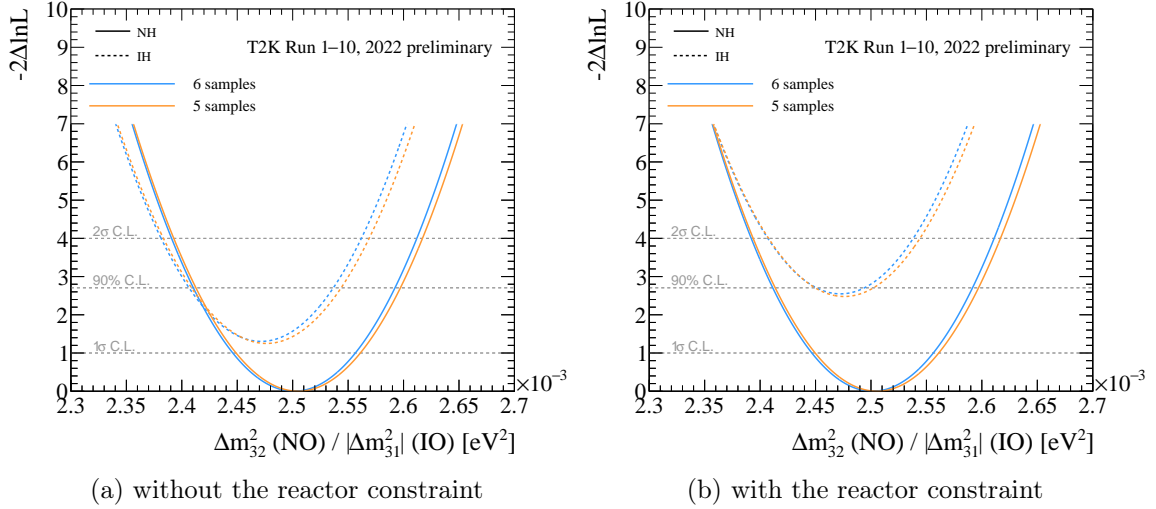 -2ΔlnL
10
9
8
7
6
5
4
3
2
1
0
NH
IH
T2K Run 1–10, 2022 preliminary
6 samples
5 samples
2σ C.L.
90% C.L.
1σ C.L.
2.3 2.35 2.4 2.45 2.5 2.55 2.6 2.65 2.7
×10⁻³
Δm²₃₂ (NO) / |Δm²₃₁| (IO) [eV²]
(a) without the reactor constraint
-2ΔlnL
10
9
8
7
6
5
4
3
2
1
0
NH
IH
T2K Run 1–10, 2022 preliminary
6 samples
5 samples
2σ C.L.
90% C.L.
1σ C.L.
2.3 2.35 2.4 2.45 2.5 2.55 2.6 2.65 2.7
×10⁻³
Δm²₃₂ (NO) / |Δm²₃₁| (IO) [eV²]
(b) with the reactor constraint